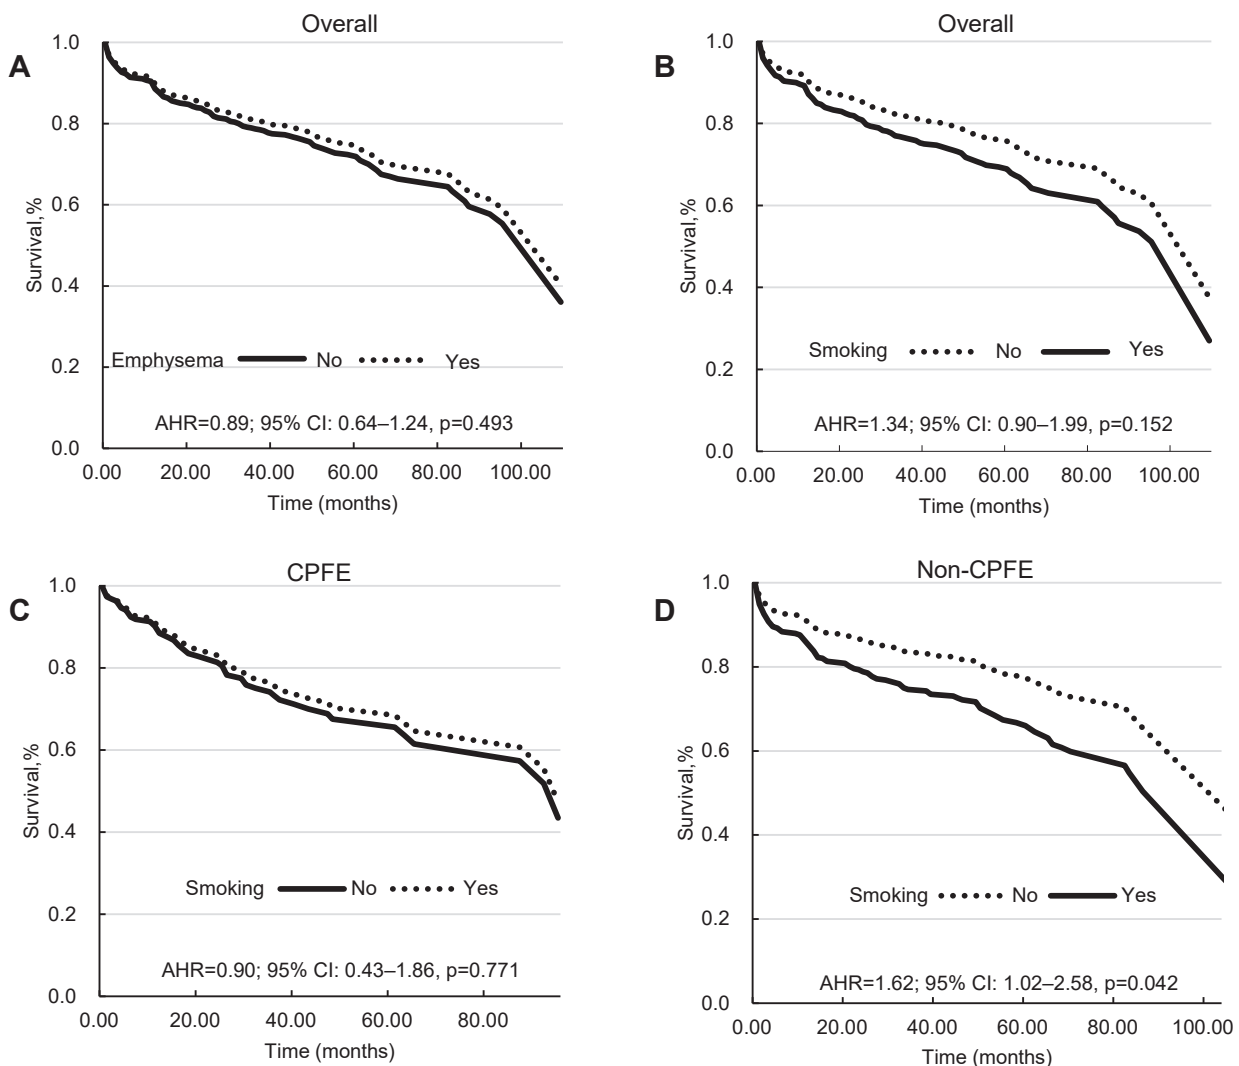 Overall
A
1.0
0.8
0.6
0.4
0.2
0.0
Survival,%
Emphysema No Yes
AHR=0.89; 95% CI: 0.64–1.24, p=0.493
0.00 20.00 40.00 60.00 80.00 100.00
Time (months)
Overall
B
1.0
0.8
0.6
0.4
0.2
0.0
Survival,%
Smoking No Yes
AHR=1.34; 95% CI: 0.90–1.99, p=0.152
0.00 20.00 40.00 60.00 80.00 100.00
Time (months)
CPFE
C
1.0
0.8
0.6
0.4
0.2
0.0
Survival,%
Smoking No Yes
AHR=0.90; 95% CI: 0.43–1.86, p=0.771
0.00 20.00 40.00 60.00 80.00
Time (months)
Non-CPFE
D
1.0
0.8
0.6
0.4
0.2
0.0
Survival,%
Smoking No Yes
AHR=1.62; 95% CI: 1.02–2.58, p=0.042
0.00 20.00 40.00 60.00 80.00 100.00
Time (months)